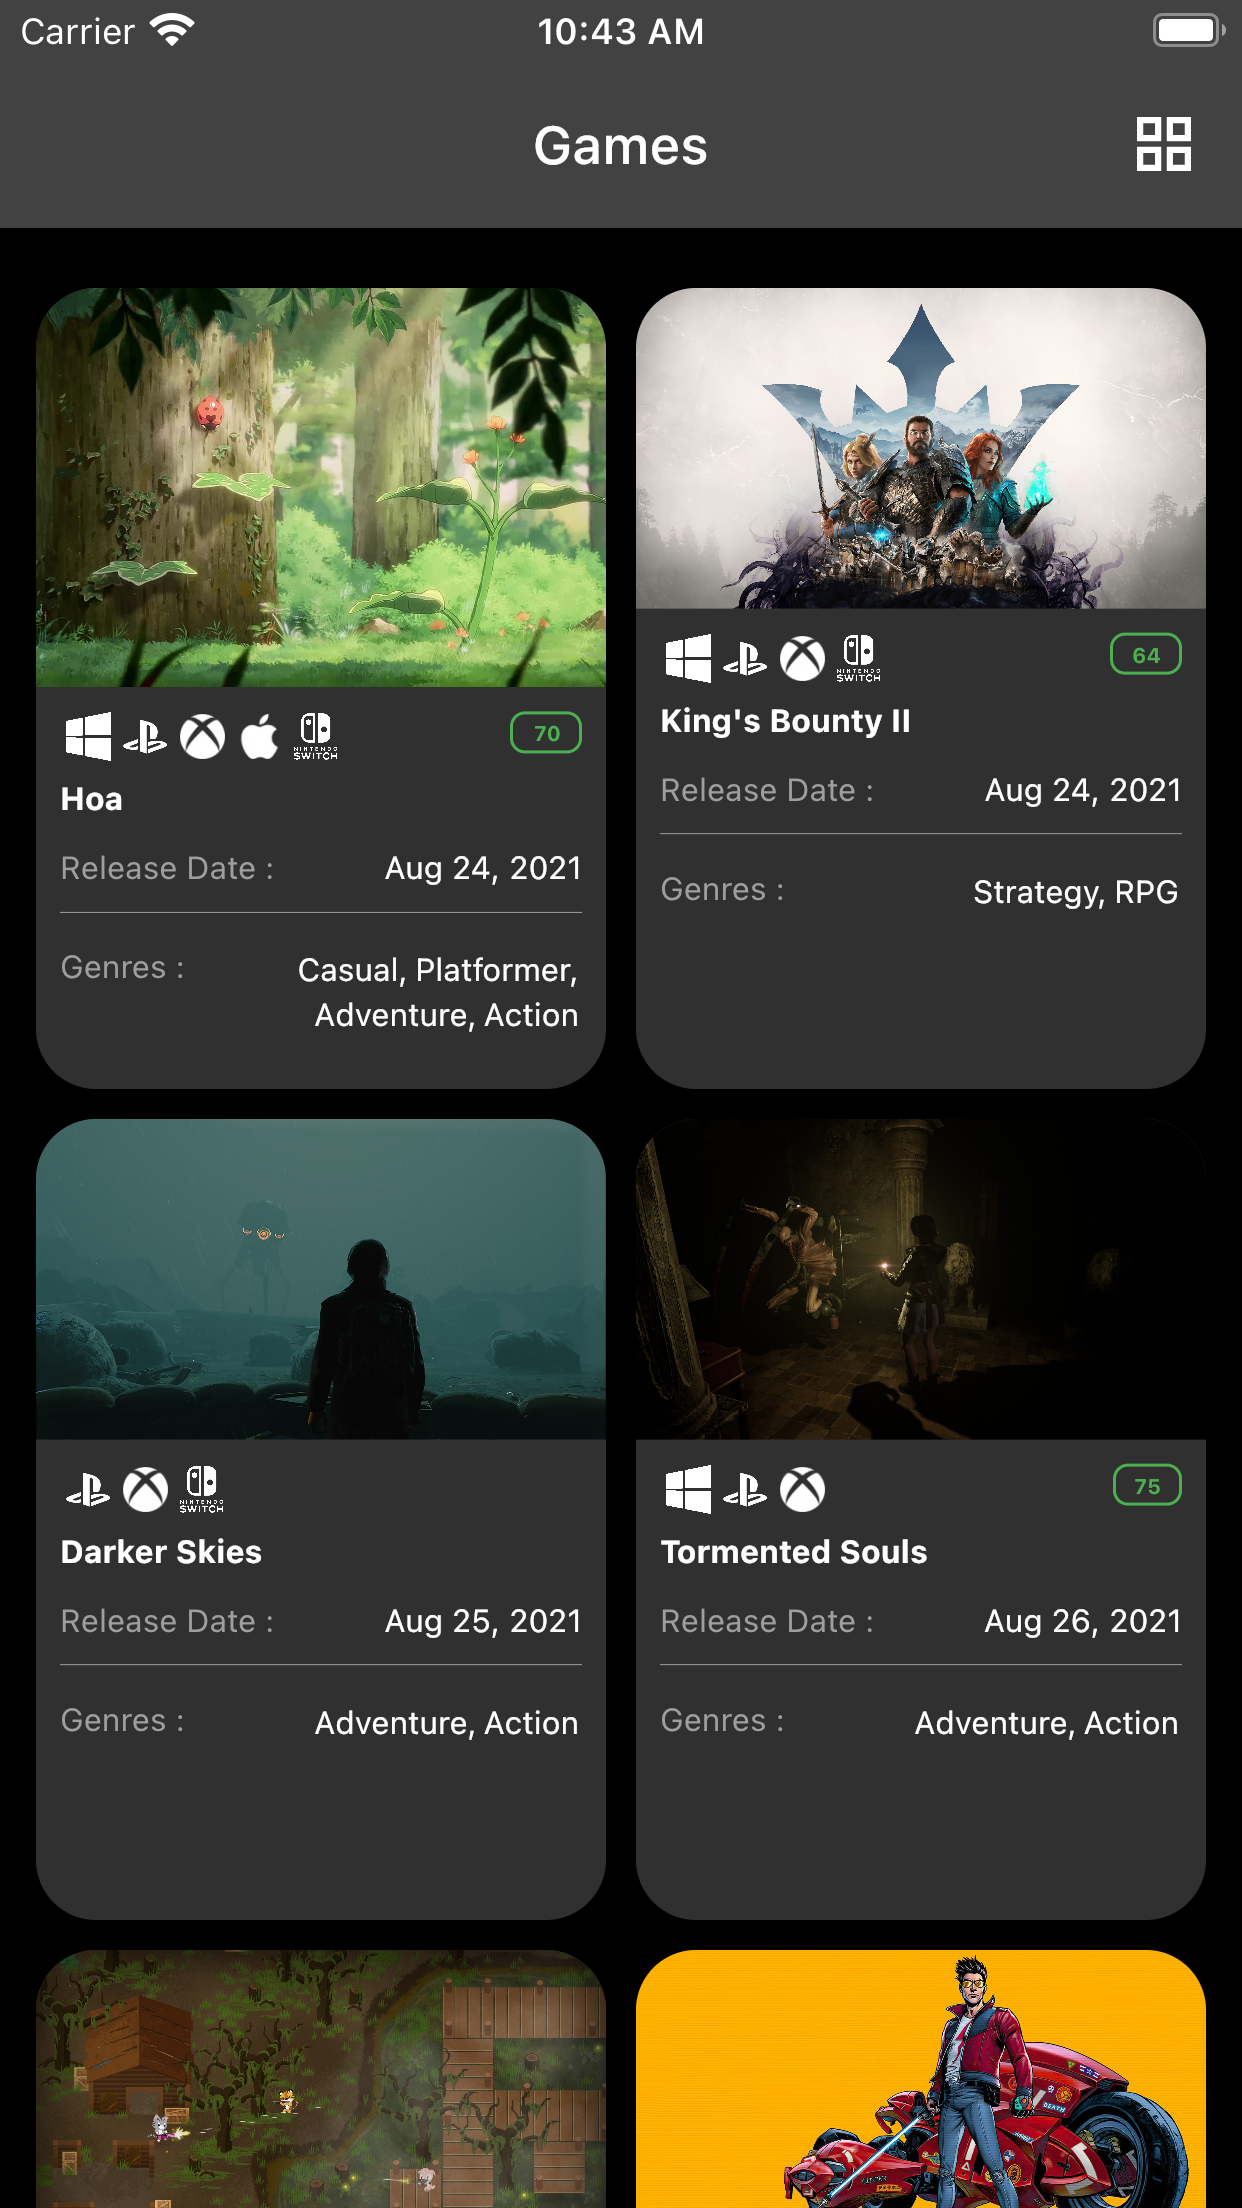 Carrier
10:43 AM
Games
NINTENDO
SWITCH
70
Hoa
Release Date :
Aug 24, 2021
Genres :
Casual, Platformer,
Adventure, Action
NINTENDO
SWITCH
64
King's Bounty II
Release Date :
Aug 24, 2021
Genres :
Strategy, RPG
NINTENDO
SWITCH
Darker Skies
Release Date :
Aug 25, 2021
Genres :
Adventure, Action
75
Tormented Souls
Release Date :
Aug 26, 2021
Genres :
Adventure, Action
DEATH